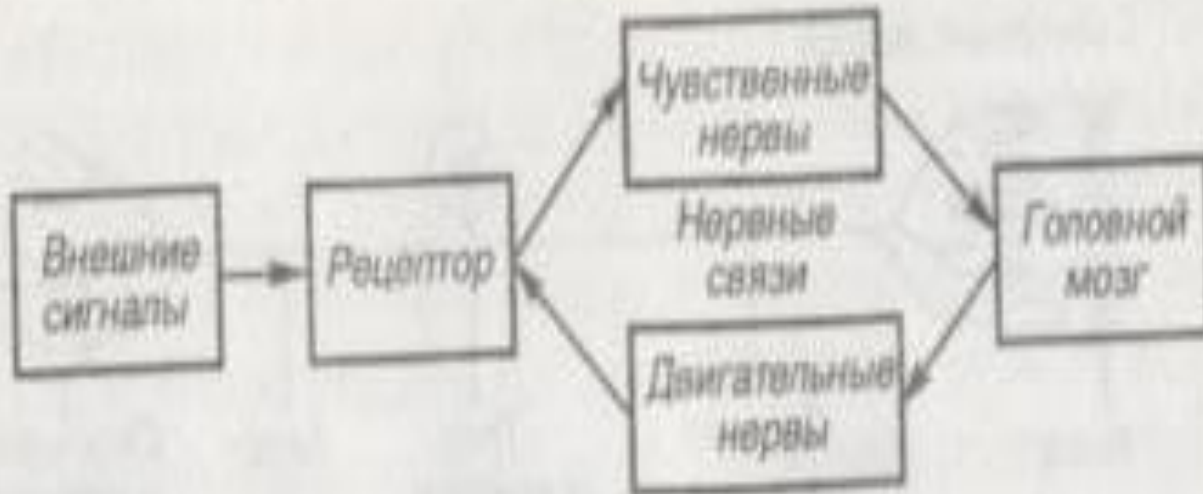 Чувственные
нервы
Внешние
сигналы
Рецептор
Нервные
связи
Головной
мозг
Двигательные
нервы